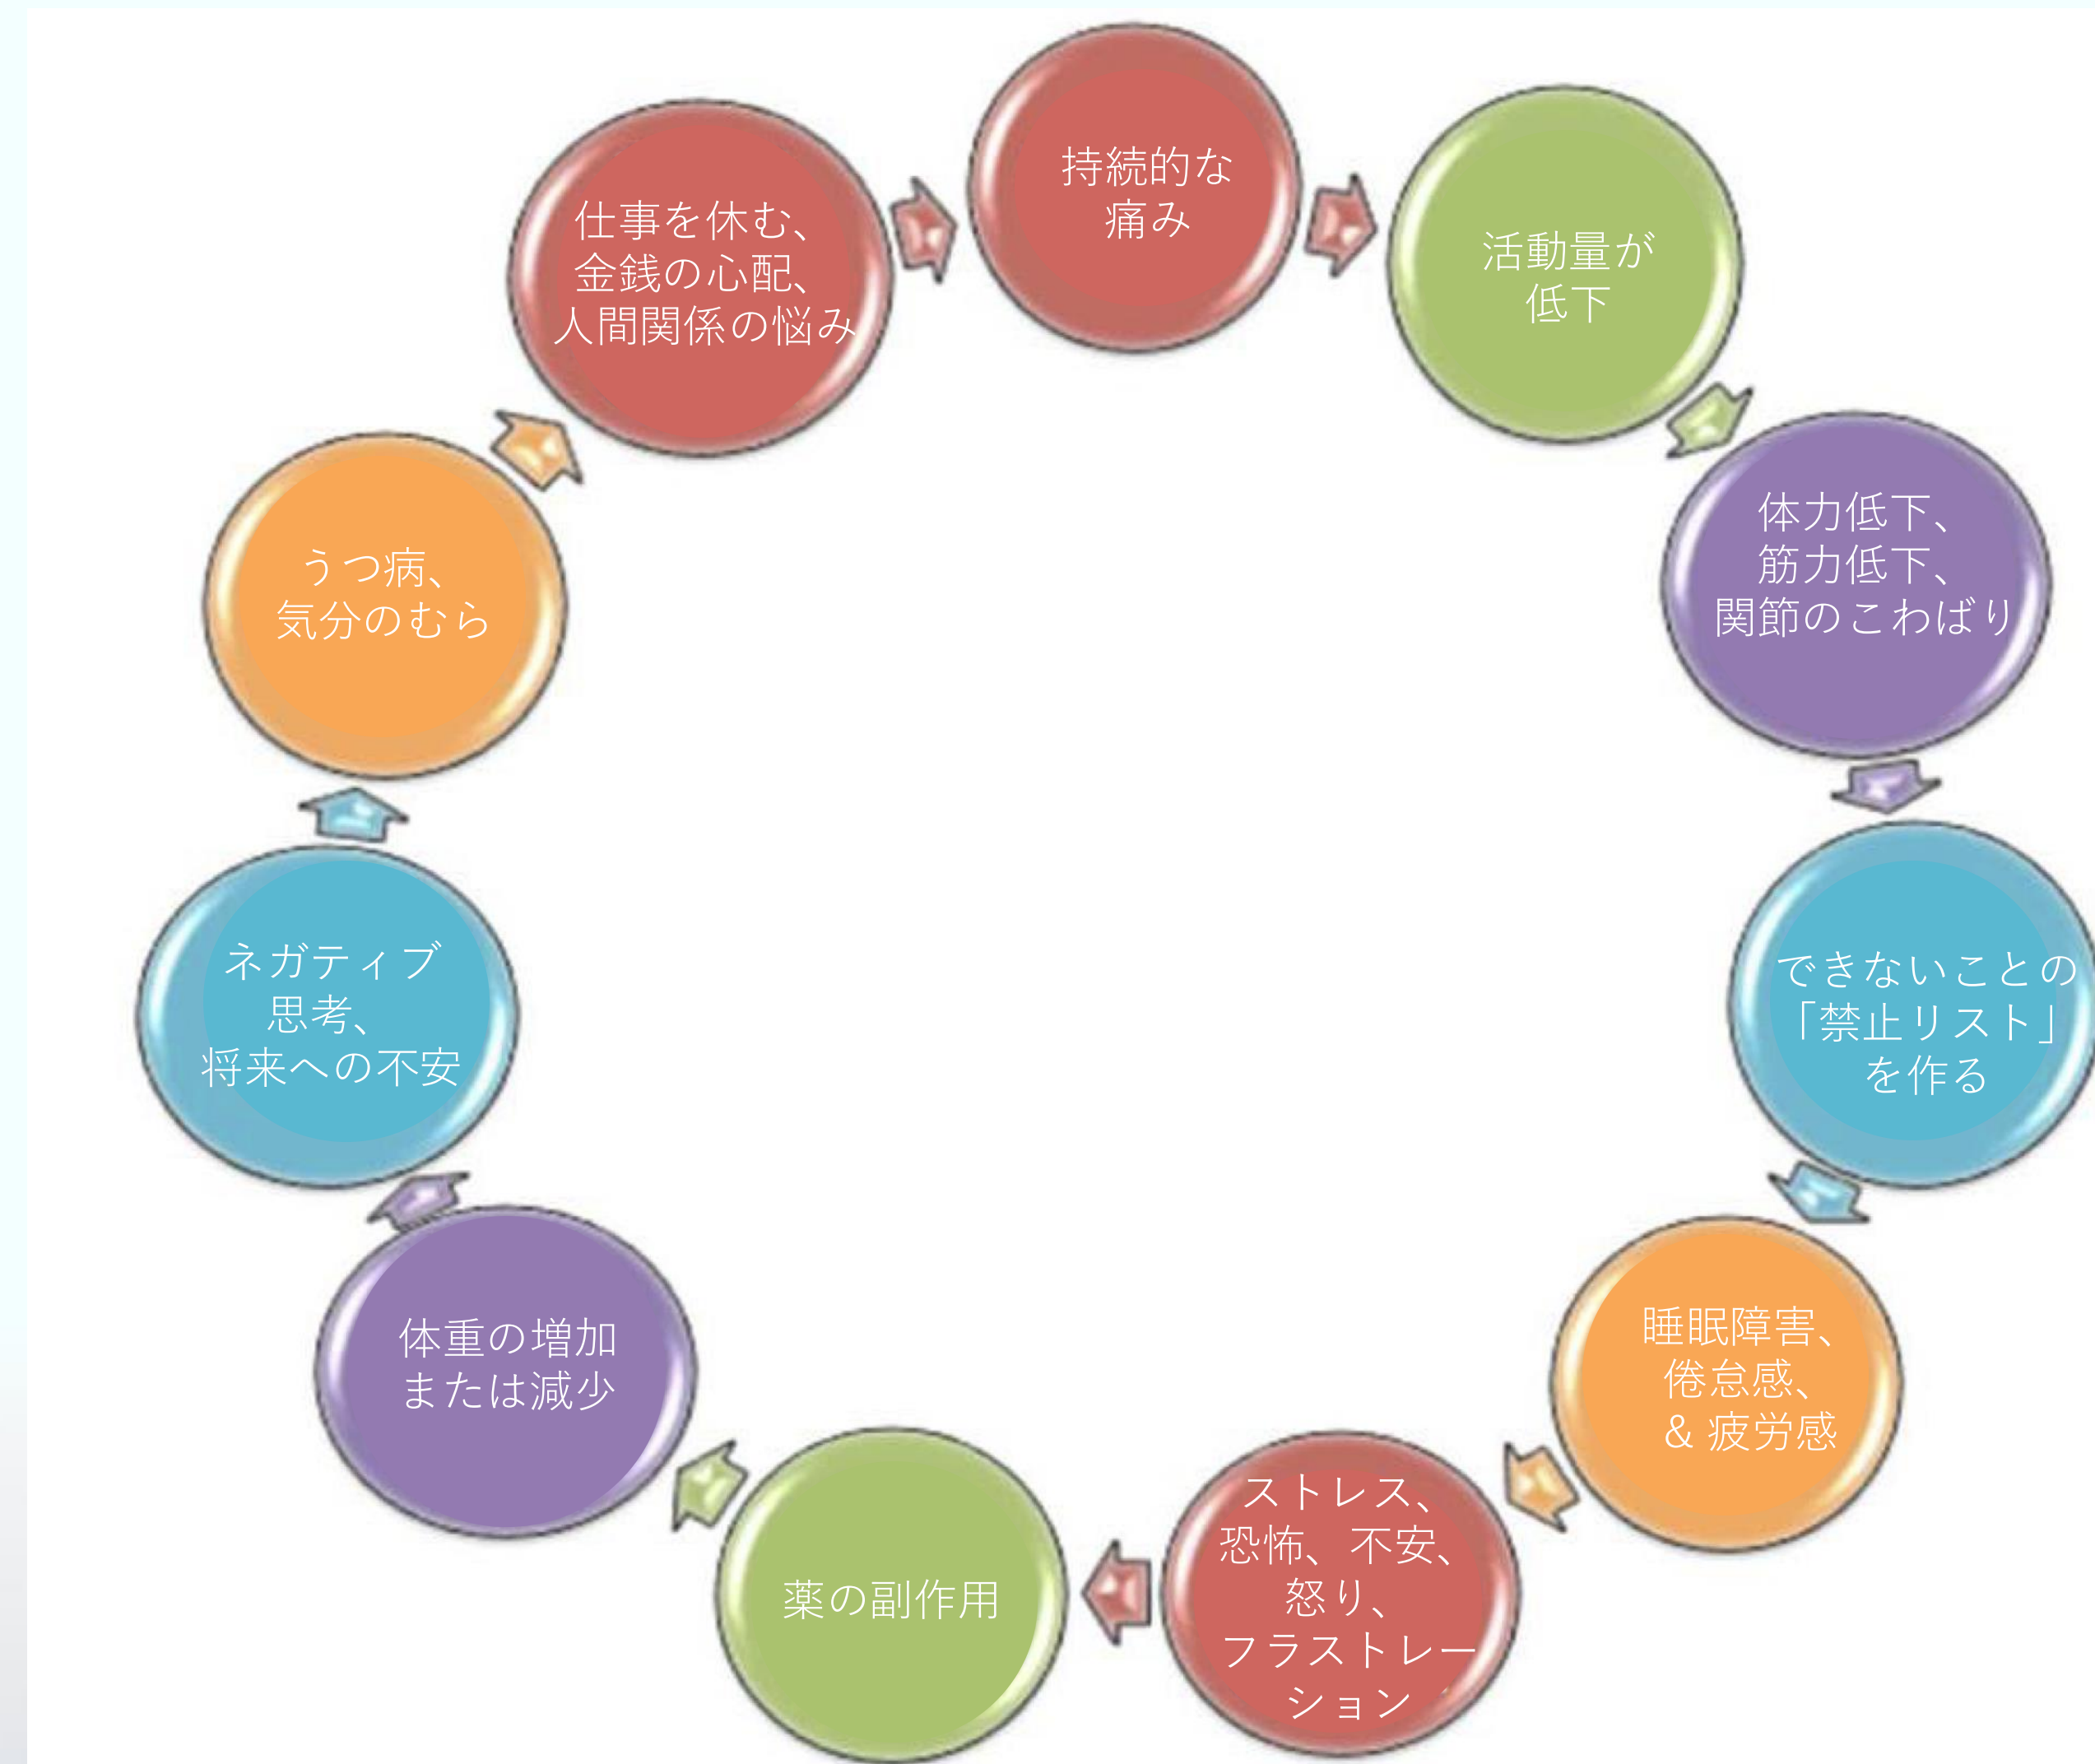 持続的な
痛み
活動量が
低下
体力低下、
筋力低下、
関節のこわばり
できないことの
「禁止リスト」
を作る
睡眠障害、
倦怠感、
& 疲労感
ストレス、
恐怖、不安、
怒り、
フラストレー
ション
薬の副作用
体重の増加
または減少
ネガティブ
思考、
将来への不安
うつ病、
気分のむら
仕事を休む、
金銭の心配、
人間関係の悩み